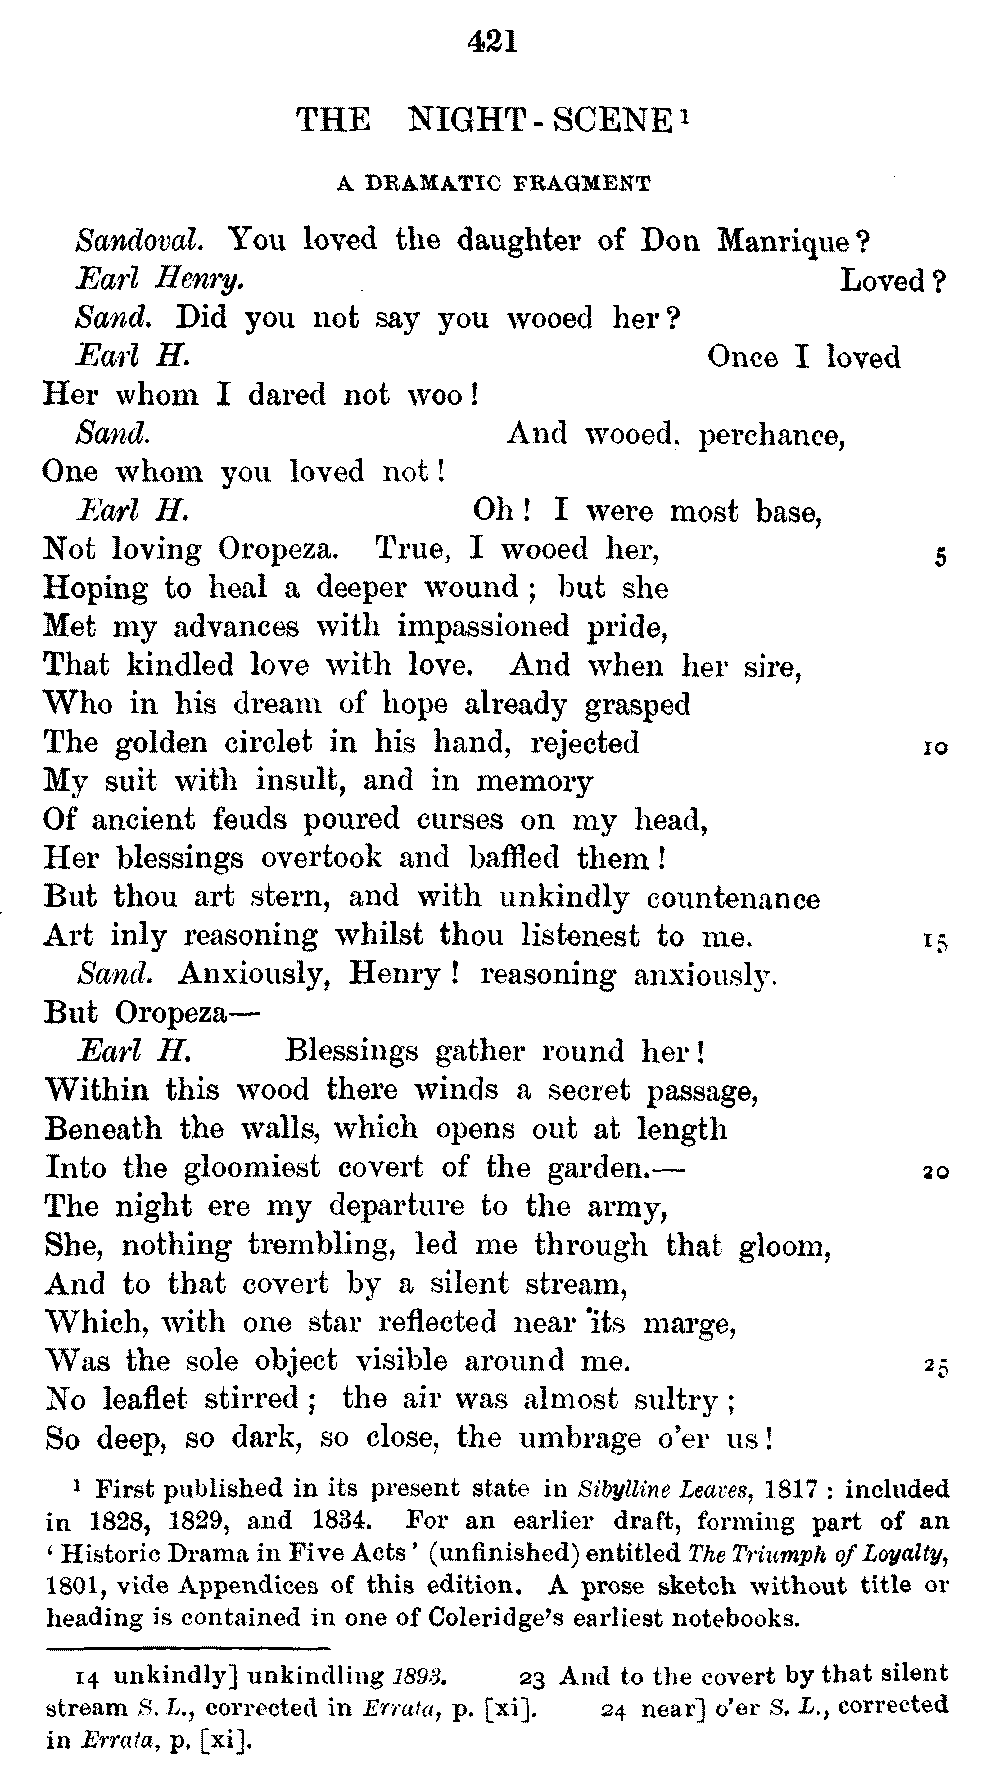 421
THE NIGHT-SCENE¹
A DRAMATIC FRAGMENT
Sandoval. You loved the daughter of Don Manrique?
Earl Henry. Loved?
Sand. Did you not say you wooed her?
Earl H. Once I loved
Her whom I dared not woo!
Sand. And wooed, perchance,
One whom you loved not!
Earl H. Oh! I were most base,
Not loving Oropeza. True, I wooed her, 5
Hoping to heal a deeper wound; but she
Met my advances with impassioned pride,
That kindled love with love. And when her sire,
Who in his dream of hope already grasped
The golden circlet in his hand, rejected 10
My suit with insult, and in memory
Of ancient feuds poured curses on my head,
Her blessings overtook and baffled them!
But thou art stern, and with unkindly countenance
Art inly reasoning whilst thou listenest to me. 15
Sand. Anxiously, Henry! reasoning anxiously.
But Oropeza—
Earl H. Blessings gather round her!
Within this wood there winds a secret passage,
Beneath the walls, which opens out at length
Into the gloomiest covert of the garden.— 20
The night ere my departure to the army,
She, nothing trembling, led me through that gloom,
And to that covert by a silent stream,
Which, with one star reflected near its marge,
Was the sole object visible around me. 25
No leaflet stirred; the air was almost sultry;
So deep, so dark, so close, the umbrage o'er us!
¹ First published in its present state in Sibylline Leaves, 1817: included
in 1828, 1829, and 1834. For an earlier draft, forming part of an
'Historic Drama in Five Acts' (unfinished) entitled The Triumph of Loyalty,
1801, vide Appendices of this edition. A prose sketch without title or
heading is contained in one of Coleridge's earliest notebooks.
14 unkindly] unkindling 1893. 23 And to the covert by that silent
stream S. L., corrected in Errata, p. [xi]. 24 near] o'er S. L., corrected
in Errata, p. [xi].